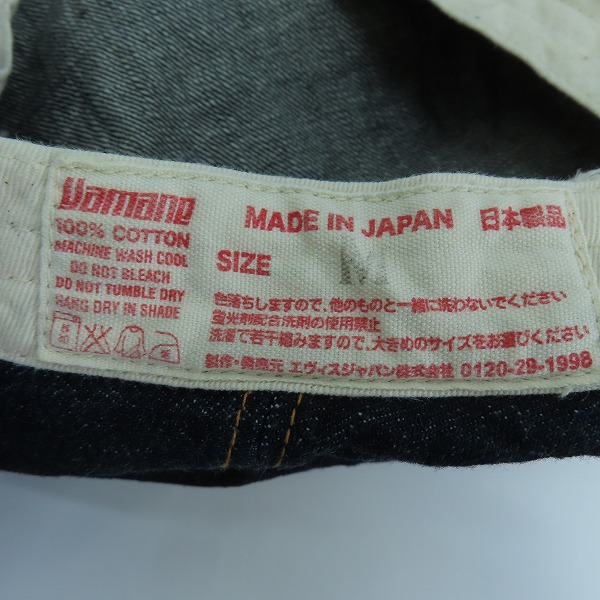 Yamane
100% COTTON
MACHINE WASH COOL
DO NOT BLEACH
DO NOT TUMBLE DRY
HANG DRY IN SHADE
MADE IN JAPAN 日本製品
SIZE M
色落ちしますので、他のものと一緒に洗わないでください
蛍光剤配合洗剤の使用禁止
洗濯で若干縮みますので、大きめのサイズをお選びください
製作・発売元 エヴィスジャパン株式会社 0120-29-1998